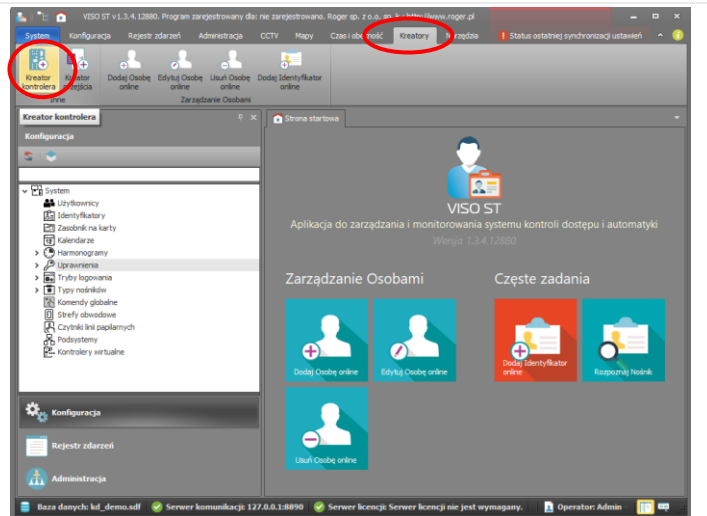 VISO ST v1.3.4.12880. Program zarejestrowany dla: nie zarejestrowano. Roger sp. z o.o. sp. k.: http://www.roger.pl
System Konfiguracja Rejestr zdarzeń Administracja CCTV Mapy Czas i obecność Kreatory Narzędzia Status ostatniej synchronizacji ustawień
Kreator kontrolera
Kreator przejścia
Dodaj Osobę online
Edytuj Osobę online
Usuń Osobę online
Dodaj Identyfikator online
Inne Zarządzanie Osobami
Kreator kontrolera
Strona startowa
Konfiguracja
System
Użytkownicy
Identyfikatory
Zasobnik na karty
Kalendarze
Harmonogramy
Uprawnienia
Tryby logowania
Typy nośników
Komendy globalne
Strefy obwodowe
Czytniki linii papilarnych
Podsystemy
Kontrolery wirtualne
Konfiguracja
Rejestr zdarzeń
Administracja
VISO ST
Aplikacja do zarządzania i monitorowania systemu kontroli dostępu i automatyki
Wersja 1.3.4.12880
Zarządzanie Osobami
Częste zadania
Dodaj Osobę online
Edytuj Osobę online
Dodaj Identyfikator online
Rozpoznaj Nośnik
Usuń Osobę online
Baza danych: kd_demo.sdf Serwer komunikacji: 127.0.0.1:8890 Serwer licencji: Serwer licencji nie jest wymagany. Operator: Admin